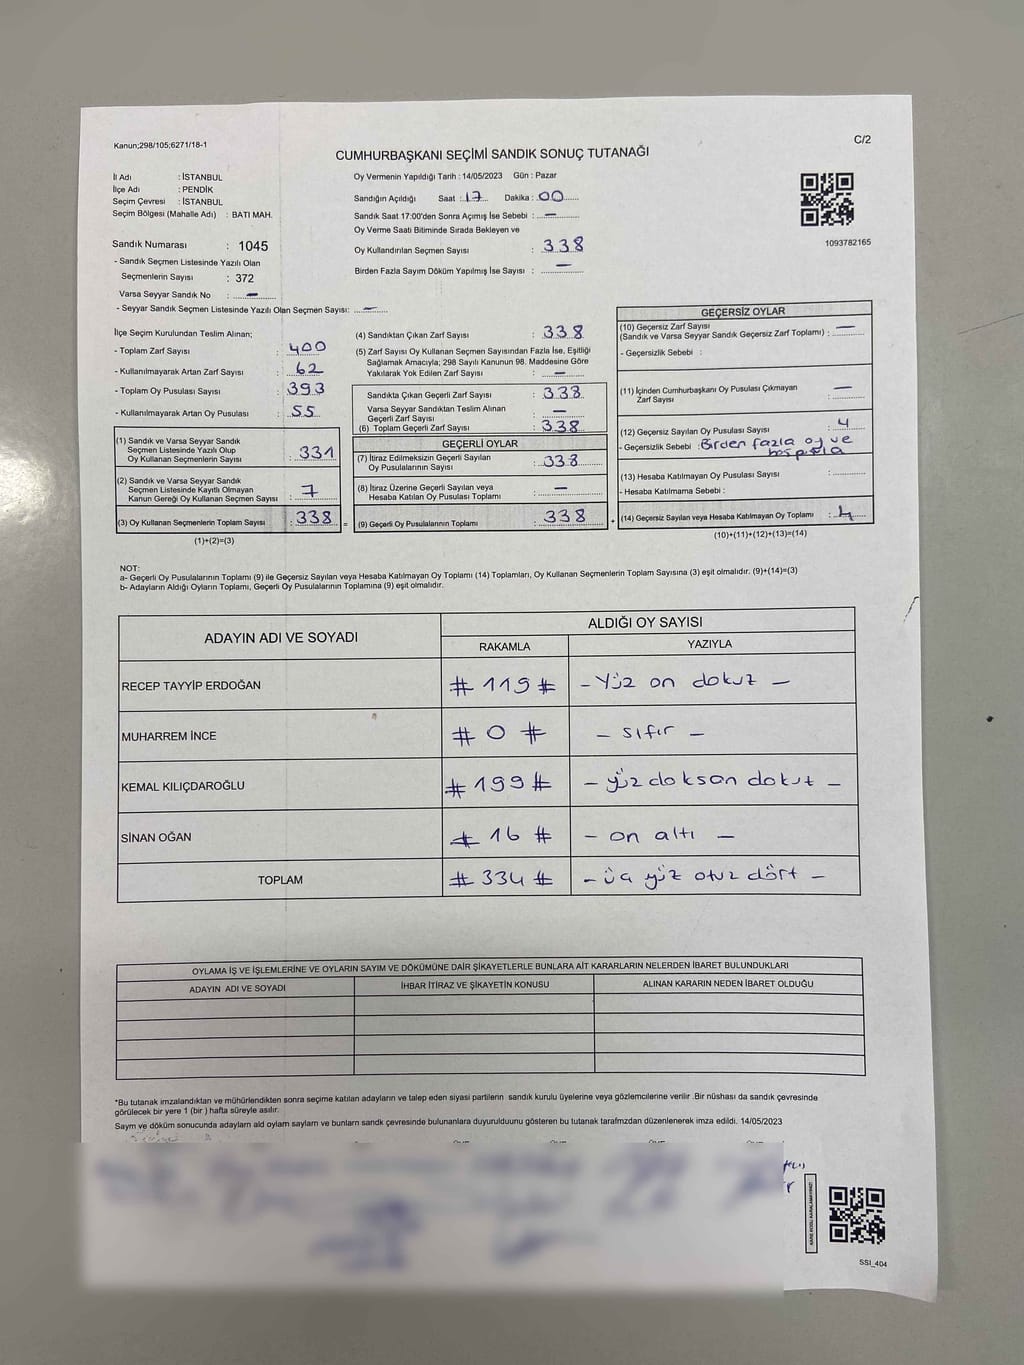 Kanun;298/105;6271/18-1
C/2
CUMHURBAŞKANI SEÇİMİ SANDIK SONUÇ TUTANAĞI
İl Adı : İSTANBUL
İlçe Adı : PENDİK
Seçim Çevresi : İSTANBUL
Seçim Bölgesi (Mahalle Adı) : BATI MAH.
Sandık Numarası : 1045
- Sandık Seçmen Listesinde Yazılı Olan
Seçmenlerin Sayısı : 372
Varsa Seyyar Sandık No : —
- Seyyar Sandık Seçmen Listesinde Yazılı Olan Seçmen Sayısı: —
Oy Vermenin Yapıldığı Tarih : 14/05/2023 Gün : Pazar
Sandığın Açıldığı Saat : 17 Dakika : 00
Sandık Saat 17:00'den Sonra Açımış İse Sebebi : —
Oy Verme Saati Bitiminde Sırada Bekleyen ve
Oy Kullandırılan Seçmen Sayısı : 338
Birden Fazla Sayım Döküm Yapılmış İse Sayısı : —
1093782165
İlçe Seçim Kurulundan Teslim Alınan;
- Toplam Zarf Sayısı : 400
- Kullanılmayarak Artan Zarf Sayısı : 62
- Toplam Oy Pusulası Sayısı : 393
- Kullanılmayarak Artan Oy Pusulası : 55
(1) Sandık ve Varsa Seyyar Sandık
Seçmen Listesinde Yazılı Olup
Oy Kullanan Seçmenlerin Sayısı : 331
(2) Sandık ve Varsa Seyyar Sandık
Seçmen Listesinde Kayıtlı Olmayan
Kanun Gereği Oy Kullanan Seçmen Sayısı : 7
(3) Oy Kullanan Seçmenlerin Toplam Sayısı : 338 =
(1)+(2)=(3)
(4) Sandıktan Çıkan Zarf Sayısı : 338
(5) Zarf Sayısı Oy Kullanan Seçmen Sayısından Fazla İse, Eşitliği
Sağlamak Amacıyla; 298 Sayılı Kanunun 98. Maddesine Göre
Yakılarak Yok Edilen Zarf Sayısı : —
Sandıkta Çıkan Geçerli Zarf Sayısı : 338
Varsa Seyyar Sandıktan Teslim Alınan
Geçerli Zarf Sayısı : —
(6) Toplam Geçerli Zarf Sayısı : 338
GEÇERLİ OYLAR
(7) İtiraz Edilmeksizin Geçerli Sayılan
Oy Pusulalarının Sayısı : 338
(8) İtiraz Üzerine Geçerli Sayılan veya
Hesaba Katılan Oy Pusulası Toplamı : —
(9) Geçerli Oy Pusulalarının Toplamı : 338 +
GEÇERSİZ OYLAR
(10) Geçersiz Zarf Sayısı
(Sandık ve Varsa Seyyar Sandık Geçersiz Zarf Toplamı) : —
- Geçersizlik Sebebi :
(11) İçinden Cumhurbaşkanı Oy Pusulası Çıkmayan
Zarf Sayısı : —
(12) Geçersiz Sayılan Oy Pusulası Sayısı : 4
- Geçersizlik Sebebi : Birden fazla oy ve
(13) Hesaba Katılmayan Oy Pusulası Sayısı :
- Hesaba Katılmama Sebebi :
(14) Geçersiz Sayılan veya Hesaba Katılmayan Oy Toplamı : 4
(10)+(11)+(12)+(13)=(14)
NOT:
a- Geçerli Oy Pusulalarının Toplamı (9) ile Geçersiz Sayılan veya Hesaba Katılmayan Oy Toplamı (14) Toplamları, Oy Kullanan Seçmenlerin Toplam Sayısına (3) eşit olmalıdır. (9)+(14)=(3)
b- Adayların Aldığı Oyların Toplamı, Geçerli Oy Pusulalarının Toplamına (9) eşit olmalıdır.
ADAYIN ADI VE SOYADI ALDIĞI OY SAYISI
RAKAMLA YAZIYLA
RECEP TAYYİP ERDOĞAN # 119 # - Yüz on dokuz -
MUHARREM İNCE # 0 # - sıfır -
KEMAL KILIÇDAROĞLU # 199 # - yüz doksan dokuz -
SİNAN OĞAN # 16 # - on altı -
TOPLAM # 334 # - üç yüz otuz dört -
OYLAMA İŞ VE İŞLEMLERİNE VE OYLARIN SAYIM VE DÖKÜMÜNE DAİR ŞİKAYETLERLE BUNLARA AİT KARARLARIN NELERDEN İBARET BULUNDUKLARI
ADAYIN ADI VE SOYADI İHBAR İTİRAZ VE ŞİKAYETİN KONUSU ALINAN KARARIN NEDEN İBARET OLDUĞU
*Bu tutanak imzalandıktan ve mühürlendikten sonra seçime katılan adayların ve talep eden siyasi partilerin sandık kurulu üyelerine veya gözlemcilerine verilir .Bir nüshası da sandık çevresinde
görülecek bir yere 1 (bir ) hafta süreyle asılır.
Saym ve döküm sonucunda adayların ald oylam saylam ve bunlarn sandk çevresinde bulunanlara duyurulduunu gösteren bu tutanak tarafmzdan düzenlenerek imza edildi. 14/05/2023
SSI_404